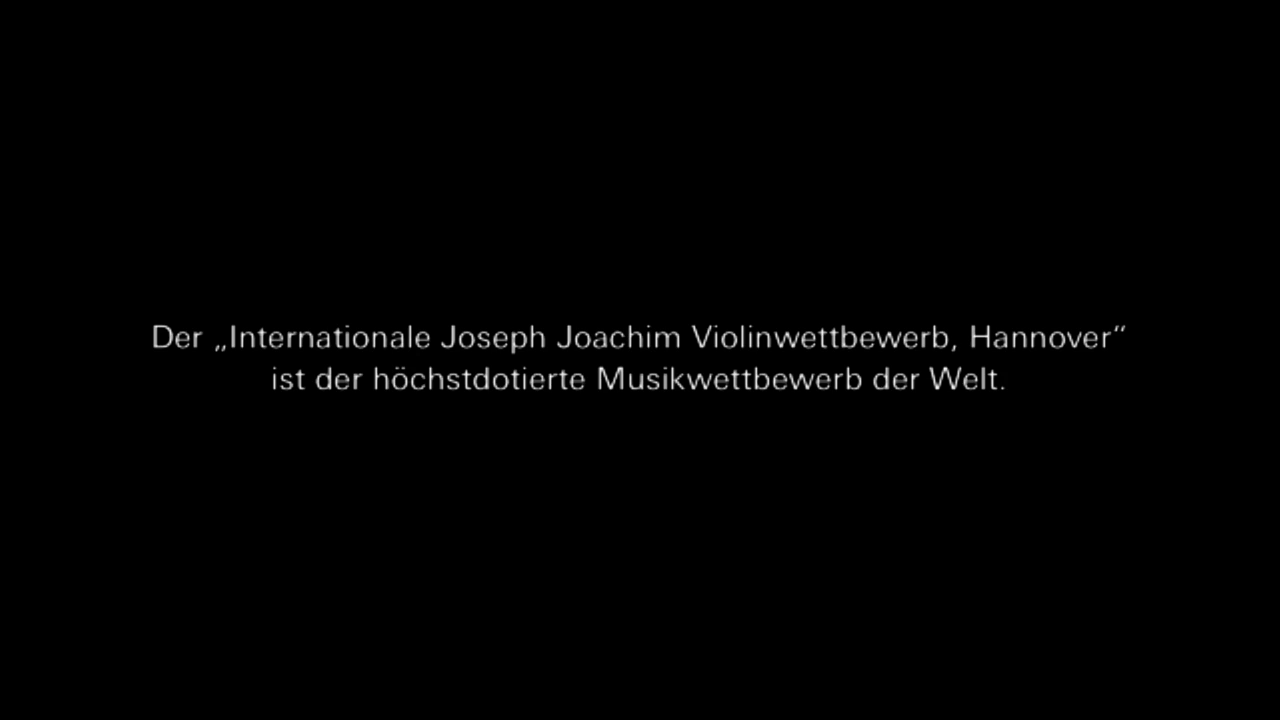 Der „Internationale Joseph Joachim Violinwettbewerb, Hannover“
ist der höchstdotierte Musikwettbewerb der Welt.